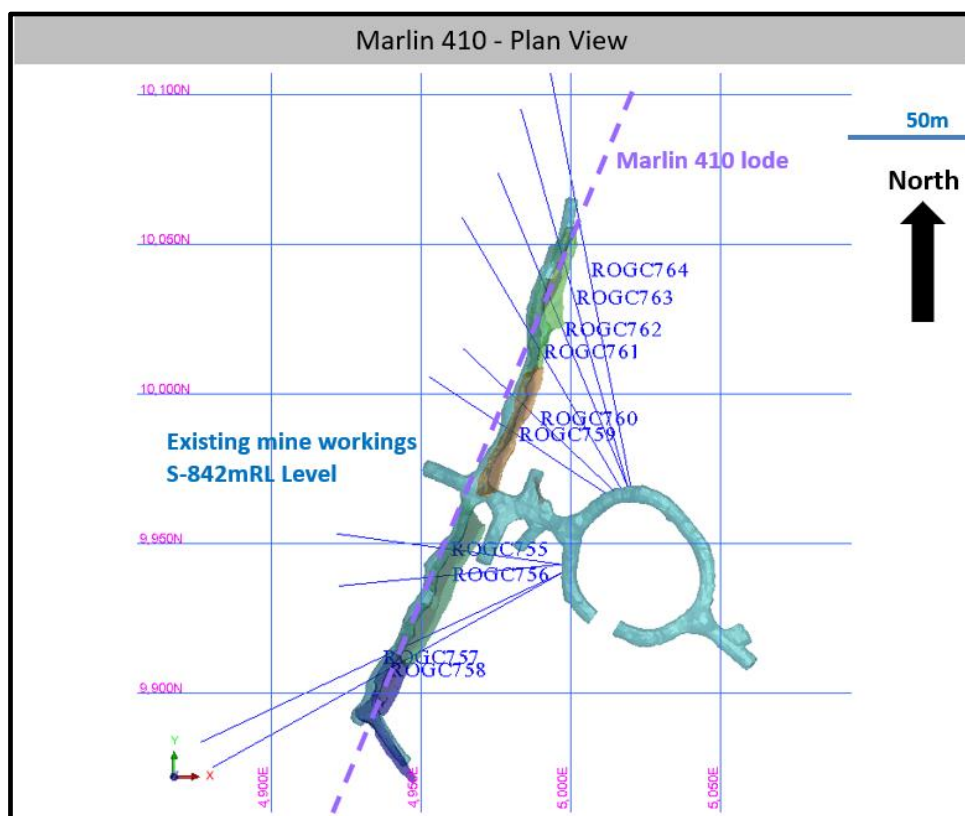 Marlin 410 - Plan View
10,100N
50m
Marlin 410 lode
North
10,050N
ROGC764
ROGC763
ROGC762
ROGC761
10,000N
ROGC760
ROGC759
Existing mine workings
S-842mRL Level
9,950N
ROGC755
ROGC756
ROGC757
ROGC758
9,900N
Y
X
4,900E
4,950E
5,000E
5,050E